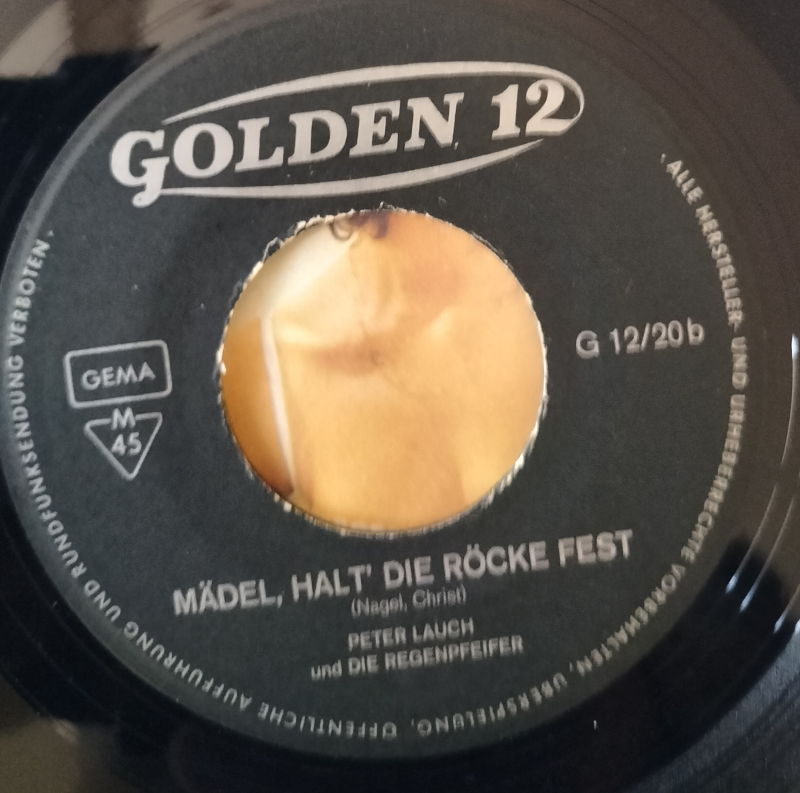 GOLDEN 12
G 12/20b
GEMA
M
45
MÄDEL, HALT' DIE RÖCKE FEST
(Nagel, Christ)
PETER LAUCH
und DIE REGENPFEIFER
· ALLE HERSTELLER- UND URHEBERRECHTE VORBEHALTEN, ÜBERSPIELUNG, ÖFFENTLICHE AUFFÜHRUNG UND RUNDFUNKSENDUNG VERBOTEN ·